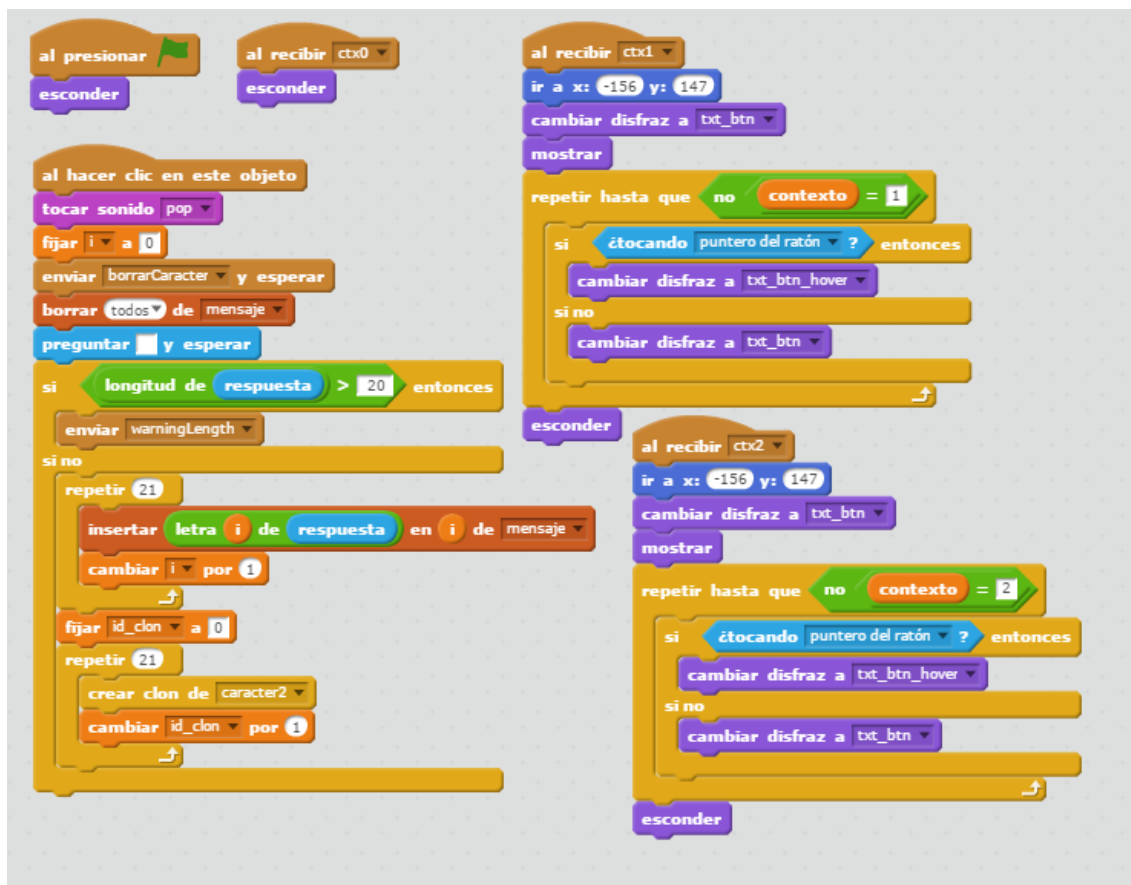 al presionar
esconder
al recibir ctx0
esconder
al hacer clic en este objeto
tocar sonido pop
fijar i a 0
enviar borrarCaracter y esperar
borrar todos de mensaje
preguntar y esperar
si longitud de respuesta > 20 entonces
enviar warningLength
si no
repetir 21
insertar letra i de respuesta en i de mensaje
cambiar i por 1
fijar id_clon a 0
repetir 21
crear clon de caracter2
cambiar id_clon por 1
al recibir ctx1
ir a x: -156 y: 147
cambiar disfraz a txt_btn
mostrar
repetir hasta que no contexto = 1
si ¿tocando puntero del ratón ? entonces
cambiar disfraz a txt_btn_hover
si no
cambiar disfraz a txt_btn
esconder
al recibir ctx2
ir a x: -156 y: 147
cambiar disfraz a txt_btn
mostrar
repetir hasta que no contexto = 2
si ¿tocando puntero del ratón ? entonces
cambiar disfraz a txt_btn_hover
si no
cambiar disfraz a txt_btn
esconder